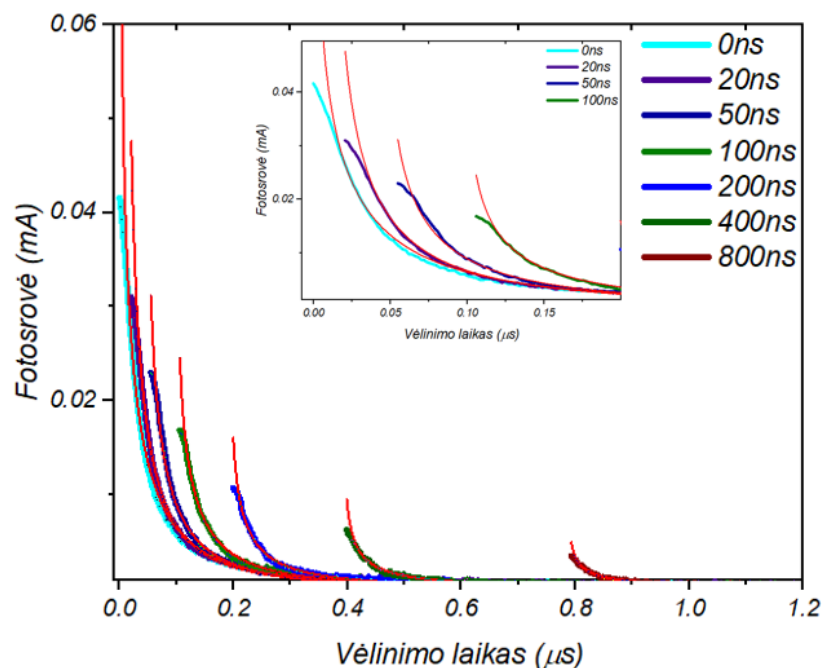 0.06
0.04
0.02
Fotosrovė (mA)
0.0
0.2
0.4
0.6
0.8
1.0
1.2
Vėlinimo laikas (μs)
0ns
20ns
50ns
100ns
200ns
400ns
800ns
0.04
0.02
Fotosrovė (mA)
0.00
0.05
0.10
0.15
Vėlinimo laikas (μs)
0ns
20ns
50ns
100ns